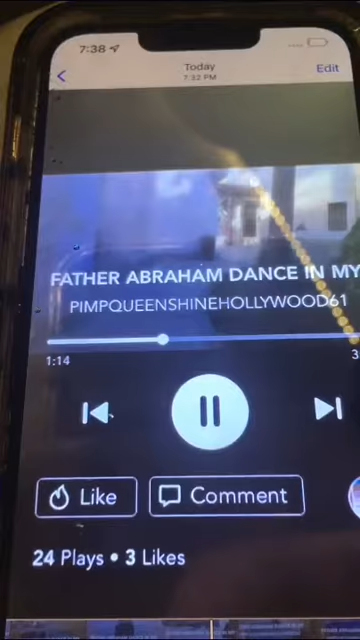 7:38
Today
7:32 PM
Edit
FATHER ABRAHAM DANCE IN MY
PIMPQUEENSHINEHOLLYWOOD61
1:14
3
Like
Comment
24 Plays • 3 Likes